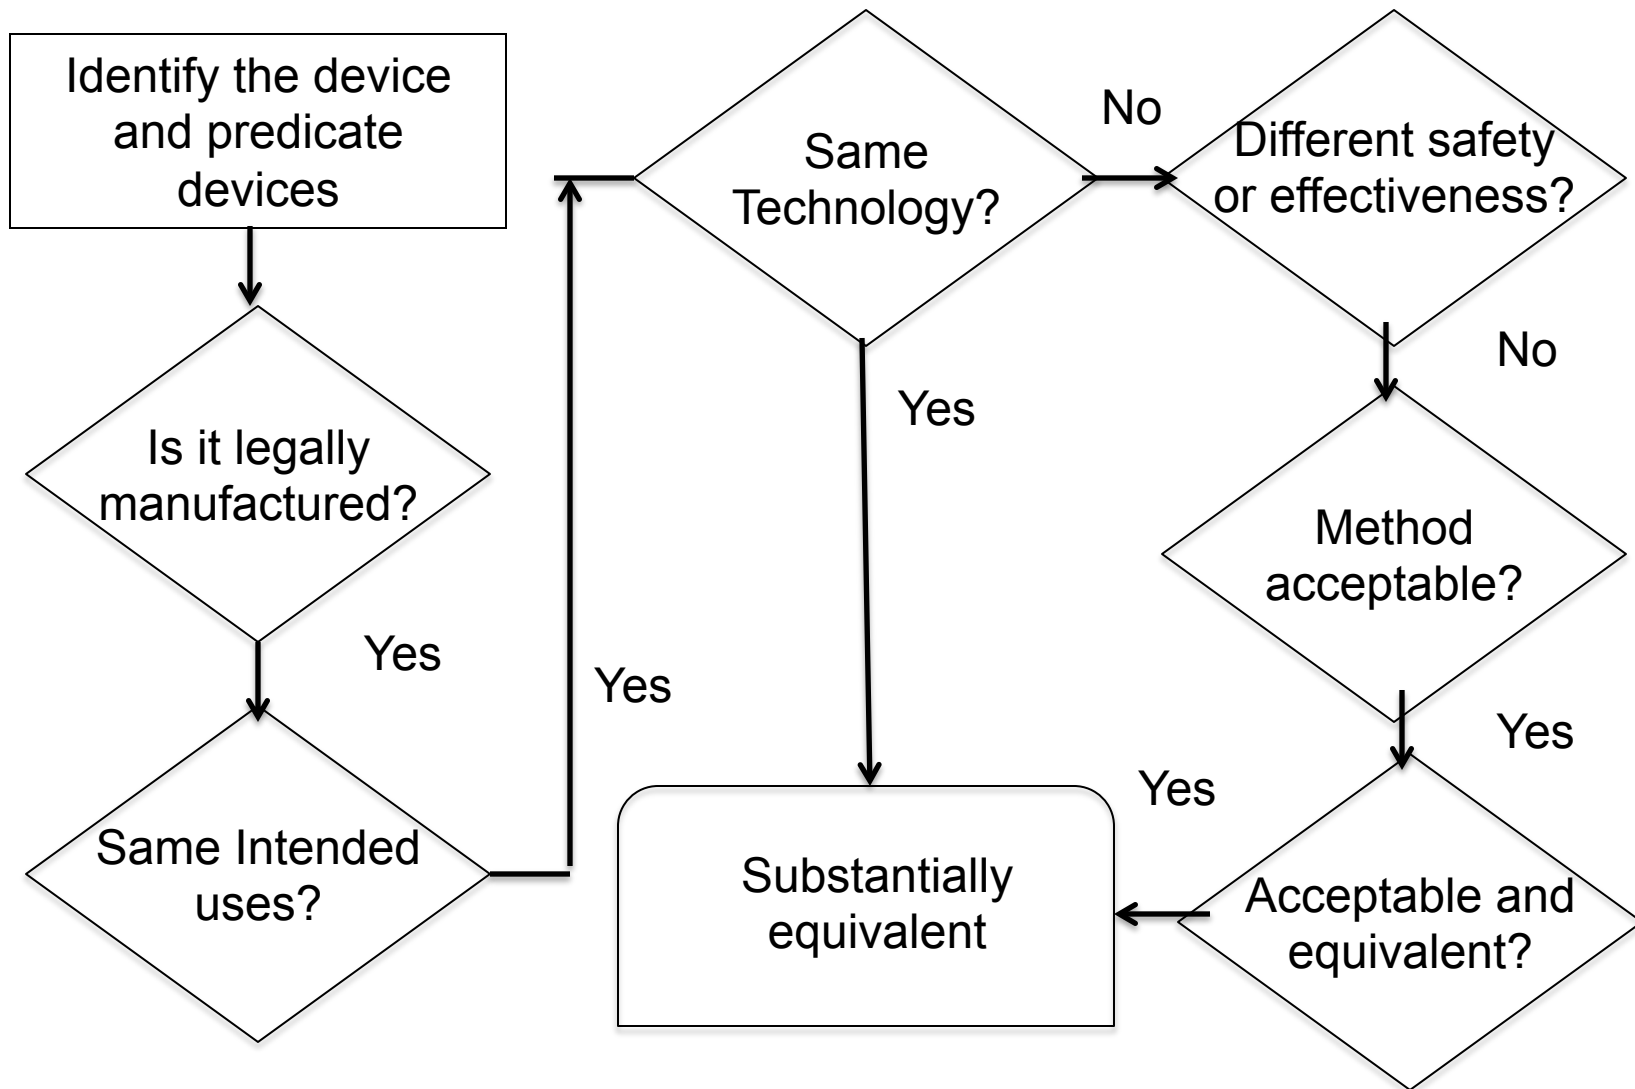 Identify the device
and predicate
devices
Is it legally
manufactured?
Yes
Same Intended
uses?
Yes
Same
Technology?
No
Yes
Different safety
or effectiveness?
No
Method
acceptable?
Yes
Acceptable and
equivalent?
Yes
Substantially
equivalent